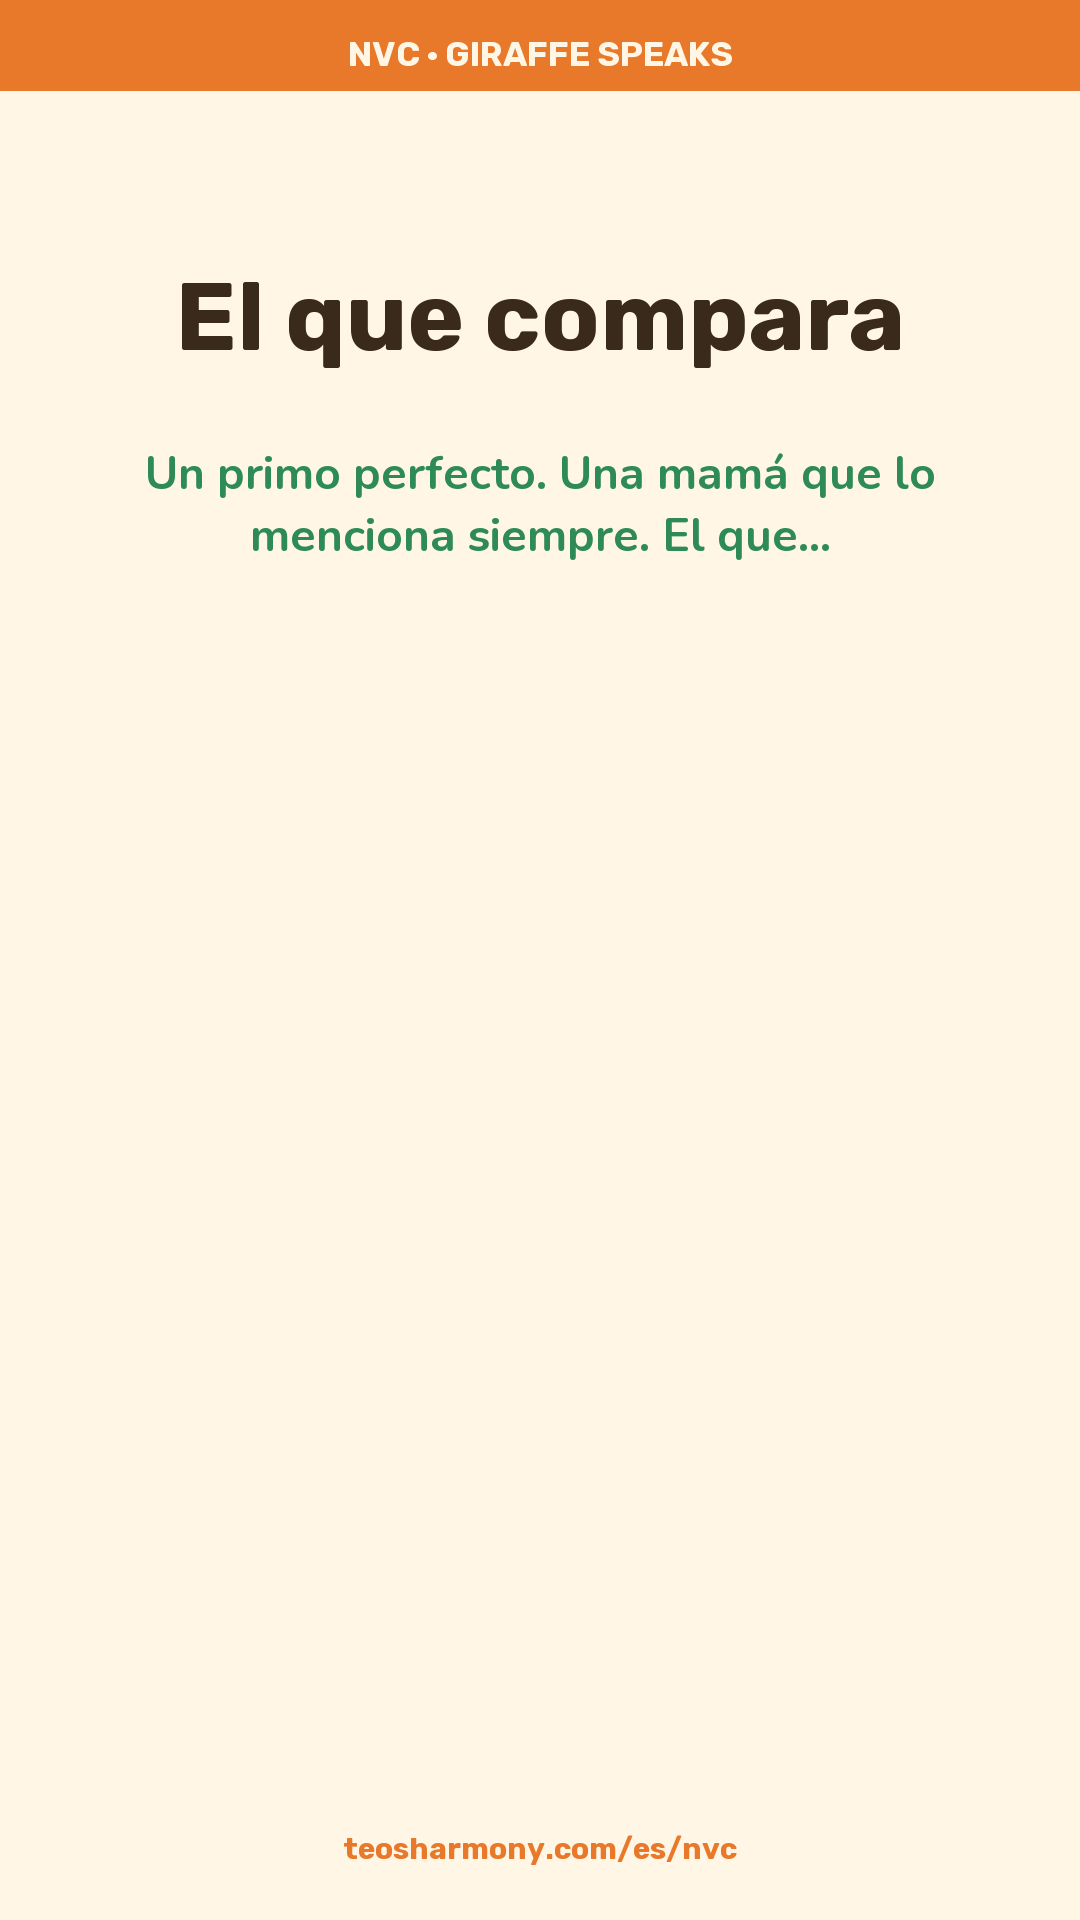 NVC • GIRAFFE SPEAKS
El que compara
Un primo perfecto. Una mamá que lo
menciona siempre. El que...
teosharmony.com/es/nvc